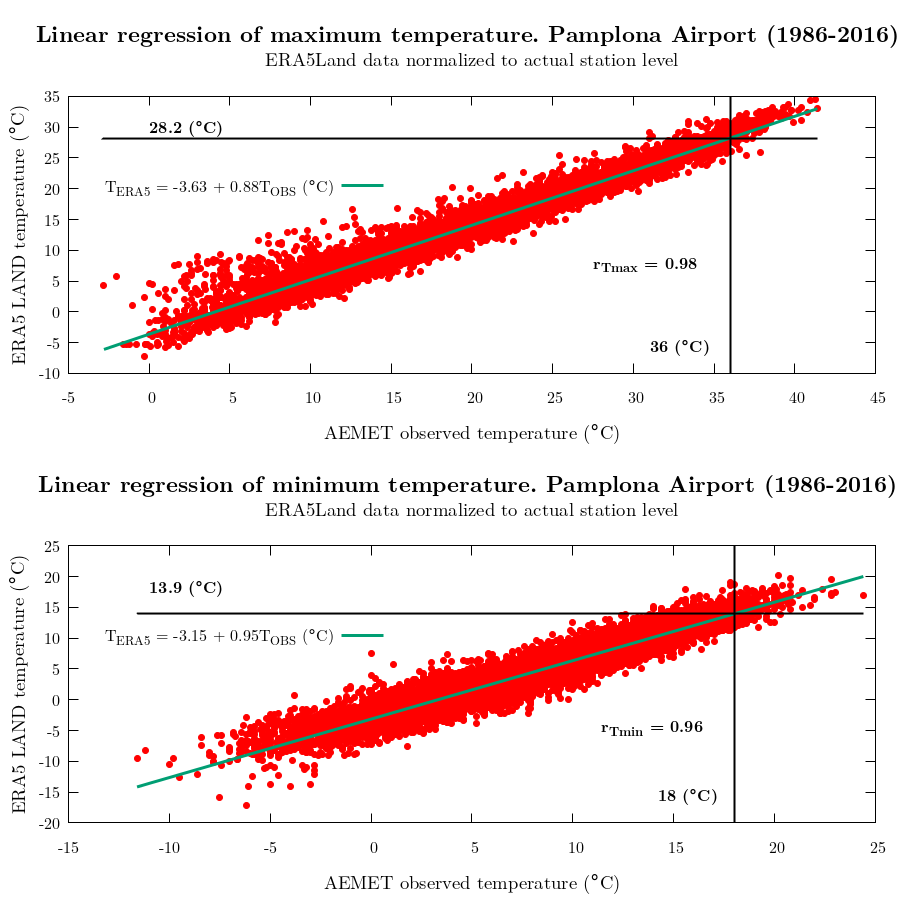 Linear regression of maximum temperature. Pamplona Airport (1986-2016)
ERA5Land data normalized to actual station level
35
30
25
20
15
10
5
0
-5
-10
ERA5 LAND temperature (°C)
28.2 (°C)
T_ERA5 = -3.63 + 0.88T_OBS (°C)
r_Tmax = 0.98
36 (°C)
-5 0 5 10 15 20 25 30 35 40 45
AEMET observed temperature (°C)
Linear regression of minimum temperature. Pamplona Airport (1986-2016)
ERA5Land data normalized to actual station level
25
20
15
10
5
0
-5
-10
-15
-20
ERA5 LAND temperature (°C)
13.9 (°C)
T_ERA5 = -3.15 + 0.95T_OBS (°C)
r_Tmin = 0.96
18 (°C)
-15 -10 -5 0 5 10 15 20 25
AEMET observed temperature (°C)